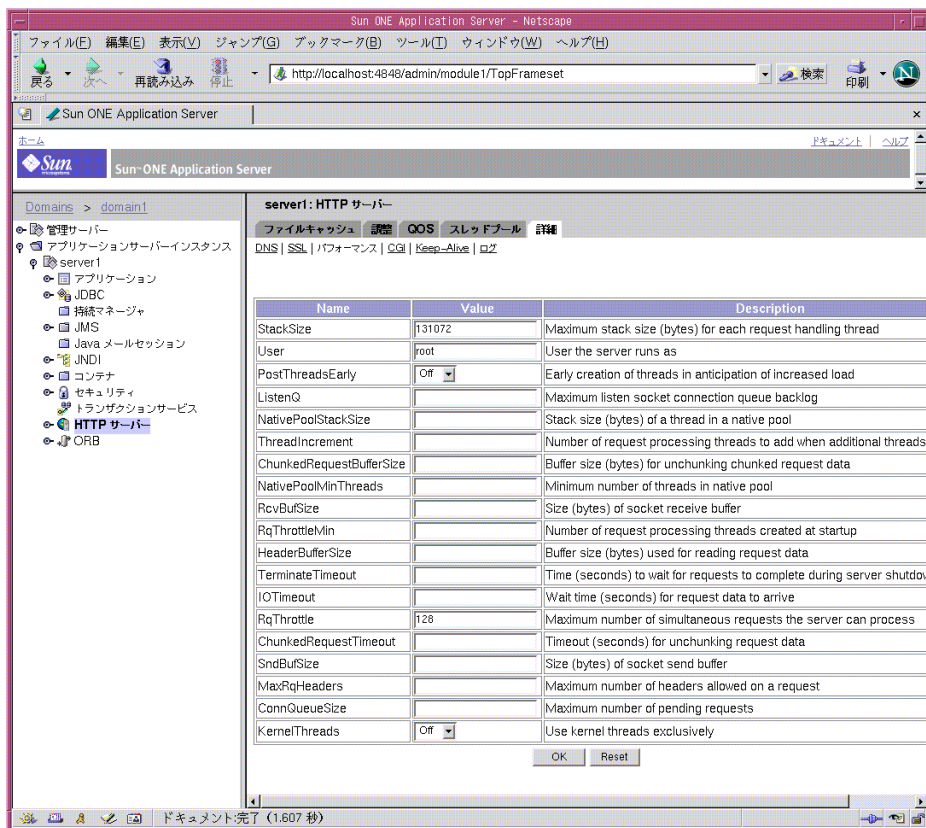 Sun ONE Application Server - Netscape
ファイル(F) 編集(E) 表示(V) ジャンプ(G) ブックマーク(B) ツール(T) ウィンドウ(W) ヘルプ(H)
戻る 次へ 再読み込み 停止 http://localhost:4848/admin/module1/TopFrameset 検索 印刷 N
Sun ONE Application Server x
ホーム ドキュメント | ヘルプ
Sun microsystems Sun™ ONE Application Server
Domains > domain1
管理サーバー
アプリケーションサーバーインスタンス
server1
アプリケーション
JDBC
持続マネージャ
JMS
Java メールセッション
JNDI
コンテナ
セキュリティ
トランザクションサービス
HTTP サーバー
ORB
server1: HTTP サーバー
ファイルキャッシュ 調整 QOS スレッドプール 詳細
DNS | SSL | パフォーマンス | CGI | Keep-Alive | ログ
Name Value Description
StackSize 131072 Maximum stack size (bytes) for each request handling thread
User root User the server runs as
PostThreadsEarly Off Early creation of threads in anticipation of increased load
ListenQ Maximum listen socket connection queue backlog
NativePoolStackSize Stack size (bytes) of a thread in a native pool
ThreadIncrement Number of request processing threads to add when additional threads
ChunkedRequestBufferSize Buffer size (bytes) for unchunking chunked request data
NativePoolMinThreads Minimum number of threads in native pool
RcvBufSize Size (bytes) of socket receive buffer
RqThrottleMin Number of request processing threads created at startup
HeaderBufferSize Buffer size (bytes) used for reading request data
TerminateTimeout Time (seconds) to wait for requests to complete during server shutdow
IOTimeout Wait time (seconds) for request data to arrive
RqThrottle 128 Maximum number of simultaneous requests the server can process
ChunkedRequestTimeout Timeout (seconds) for unchunking request data
SndBufSize Size (bytes) of socket send buffer
MaxRqHeaders Maximum number of headers allowed on a request
ConnQueueSize Maximum number of pending requests
KernelThreads Off Use kernel threads exclusively
OK Reset
ドキュメント:完了 (1.607 秒)